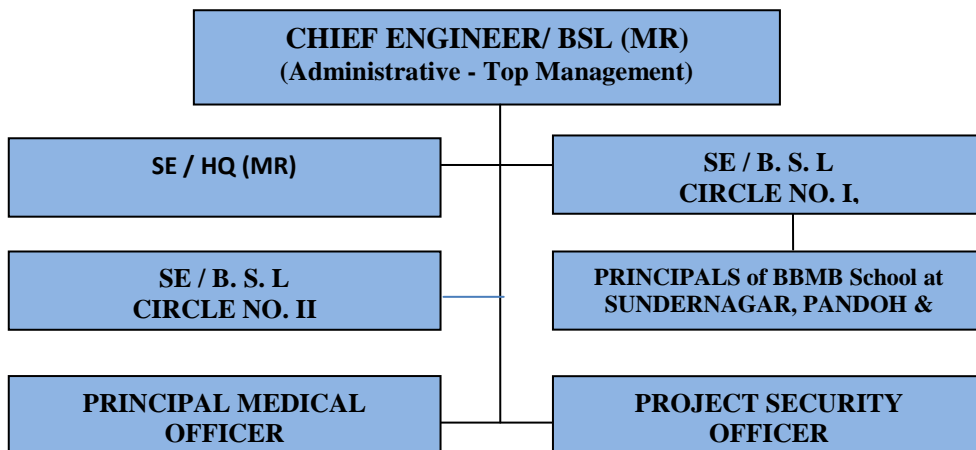 CHIEF ENGINEER/ BSL (MR)
(Administrative - Top Management)
SE / HQ (MR)
SE / B. S. L
CIRCLE NO. I,
SE / B. S. L
CIRCLE NO. II
PRINCIPALS of BBMB School at
SUNDERNAGAR, PANDOH &
PRINCIPAL MEDICAL
OFFICER
PROJECT SECURITY
OFFICER